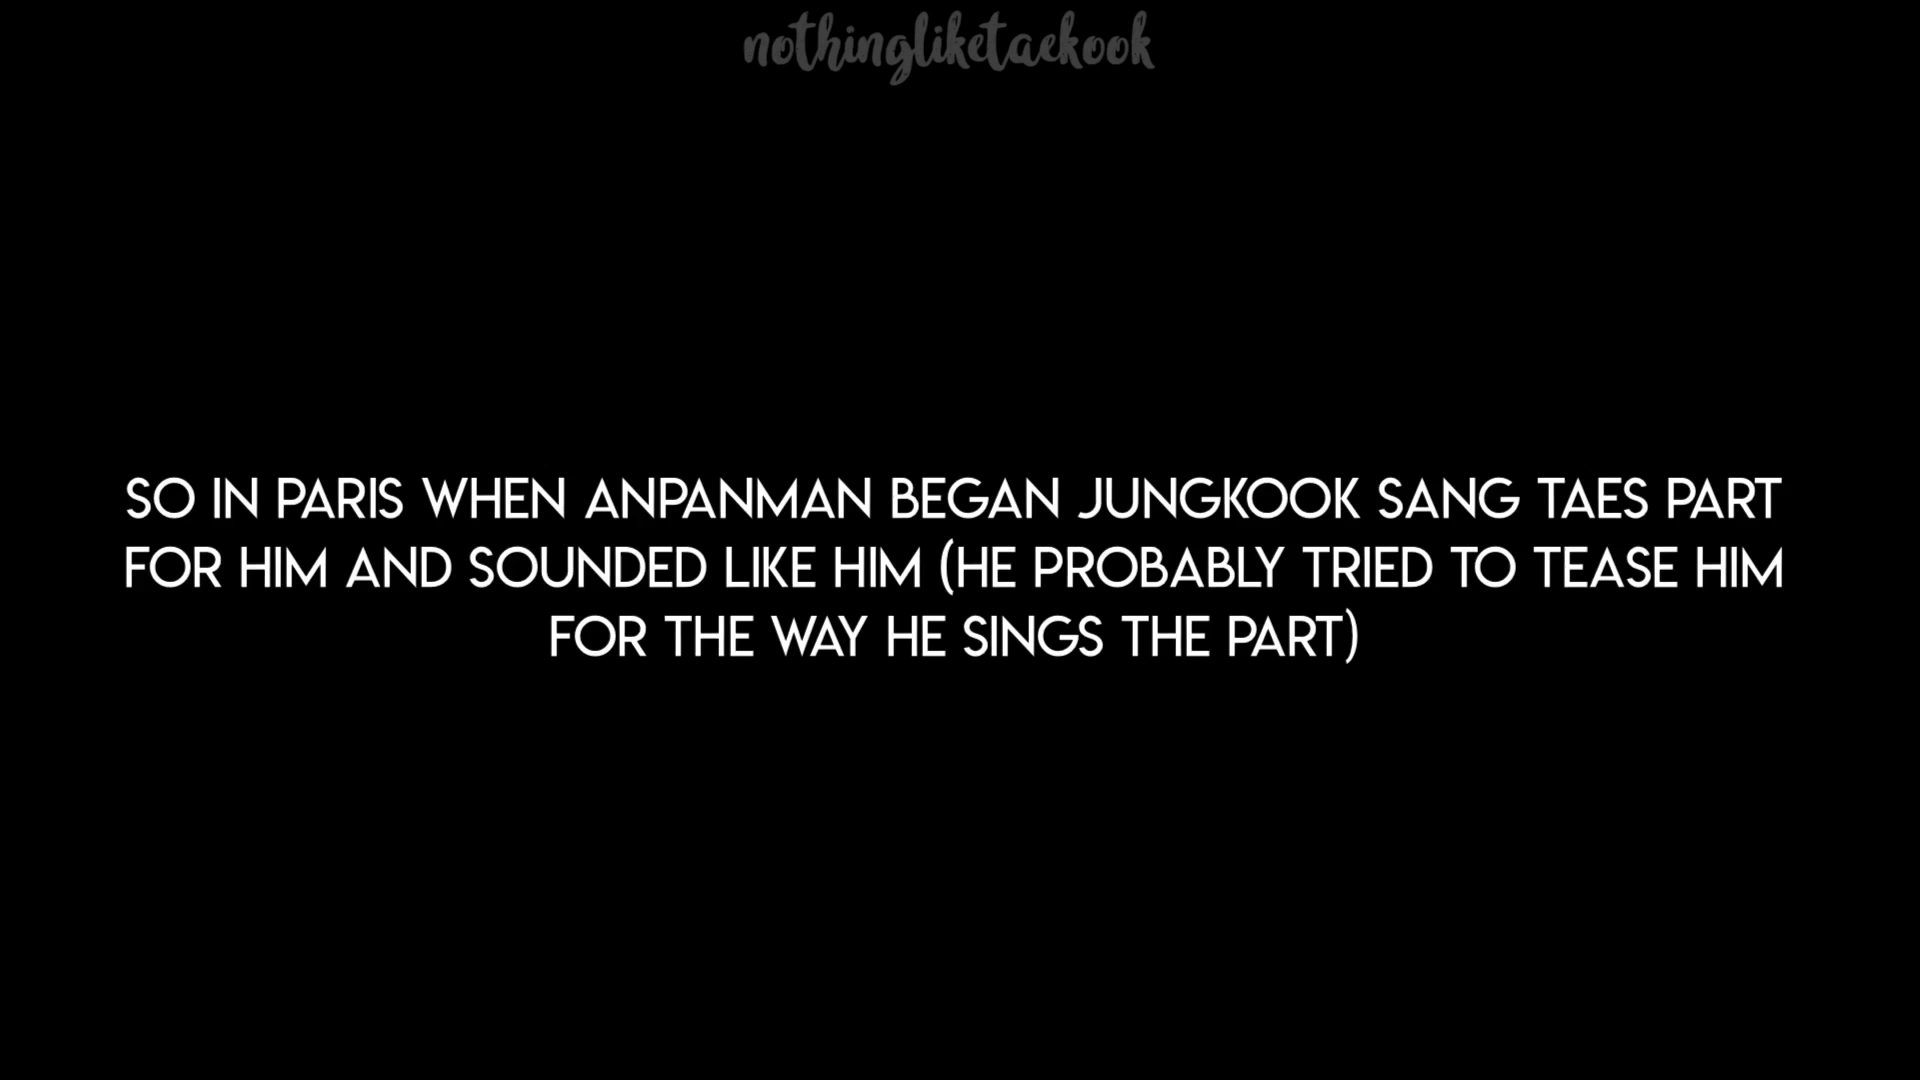 nothingliketaekook
SO IN PARIS WHEN ANPANMAN BEGAN JUNGKOOK SANG TAES PART
FOR HIM AND SOUNDED LIKE HIM (HE PROBABLY TRIED TO TEASE HIM
FOR THE WAY HE SINGS THE PART)